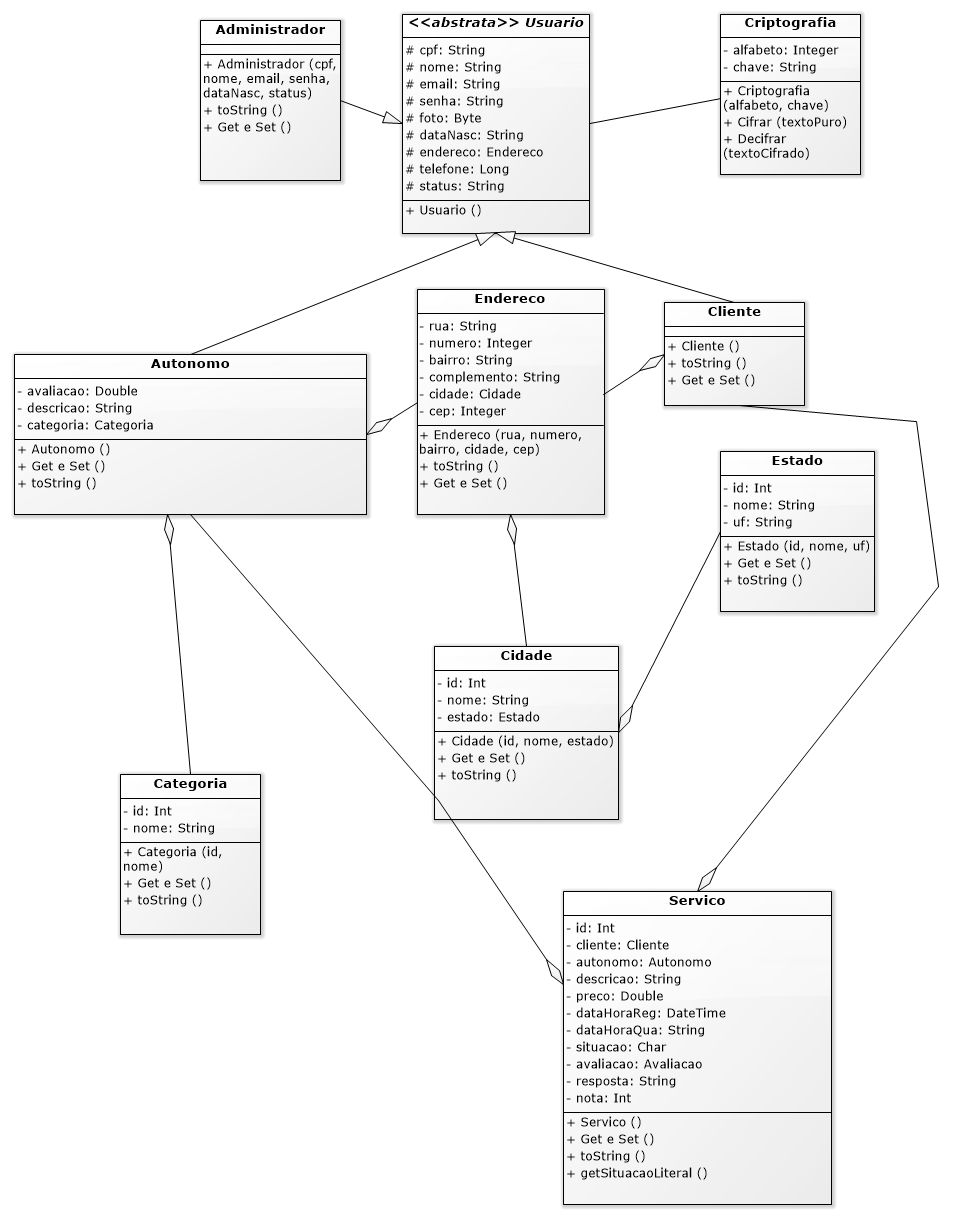 Administrador
+ Administrador (cpf,
nome, email, senha,
dataNasc, status)
+ toString ()
+ Get e Set ()
<<abstrata>> Usuario
# cpf: String
# nome: String
# email: String
# senha: String
# foto: Byte
# dataNasc: String
# endereco: Endereco
# telefone: Long
# status: String
+ Usuario ()
Criptografia
- alfabeto: Integer
- chave: String
+ Criptografia
(alfabeto, chave)
+ Cifrar (textoPuro)
+ Decifrar
(textoCifrado)
Autonomo
- avaliacao: Double
- descricao: String
- categoria: Categoria
+ Autonomo ()
+ Get e Set ()
+ toString ()
Endereco
- rua: String
- numero: Integer
- bairro: String
- complemento: String
- cidade: Cidade
- cep: Integer
+ Endereco (rua, numero,
bairro, cidade, cep)
+ toString ()
+ Get e Set ()
Cliente
+ Cliente ()
+ toString ()
+ Get e Set ()
Estado
- id: Int
- nome: String
- uf: String
+ Estado (id, nome, uf)
+ Get e Set ()
+ toString ()
Cidade
- id: Int
- nome: String
- estado: Estado
+ Cidade (id, nome, estado)
+ Get e Set ()
+ toString ()
Categoria
- id: Int
- nome: String
+ Categoria (id,
nome)
+ Get e Set ()
+ toString ()
Servico
- id: Int
- cliente: Cliente
- autonomo: Autonomo
- descricao: String
- preco: Double
- dataHoraReg: DateTime
- dataHoraQua: String
- situacao: Char
- avaliacao: Avaliacao
- resposta: String
- nota: Int
+ Servico ()
+ Get e Set ()
+ toString ()
+ getSituacaoLiteral ()